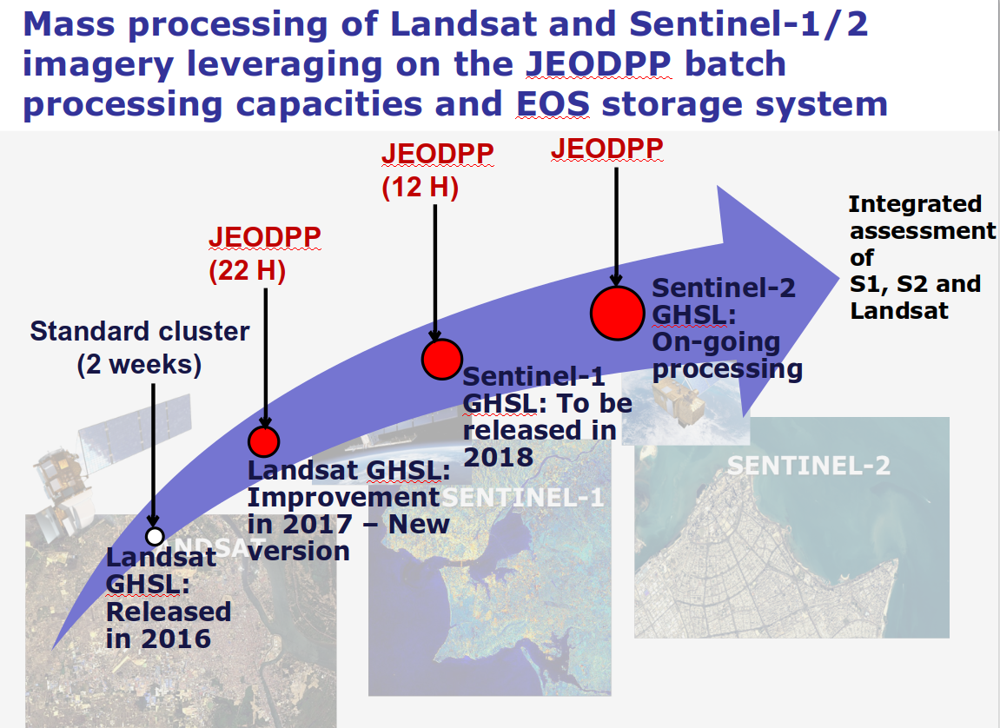 Mass processing of Landsat and Sentinel-1/2
imagery leveraging on the JEODPP batch
processing capacities and EOS storage system
JEODPP
(12 H)
JEODPP
JEODPP
(22 H)
Integrated
assessment
of
S1, S2 and
Landsat
Standard cluster
(2 weeks)
Sentinel-2
GHSL:
On-going
processing
Sentinel-1
GHSL: To be
released in
2018
Landsat GHSL:
Improvement
in 2017 – New
version
Landsat
GHSL:
Released
in 2016
SENTINEL-1
SENTINEL-2